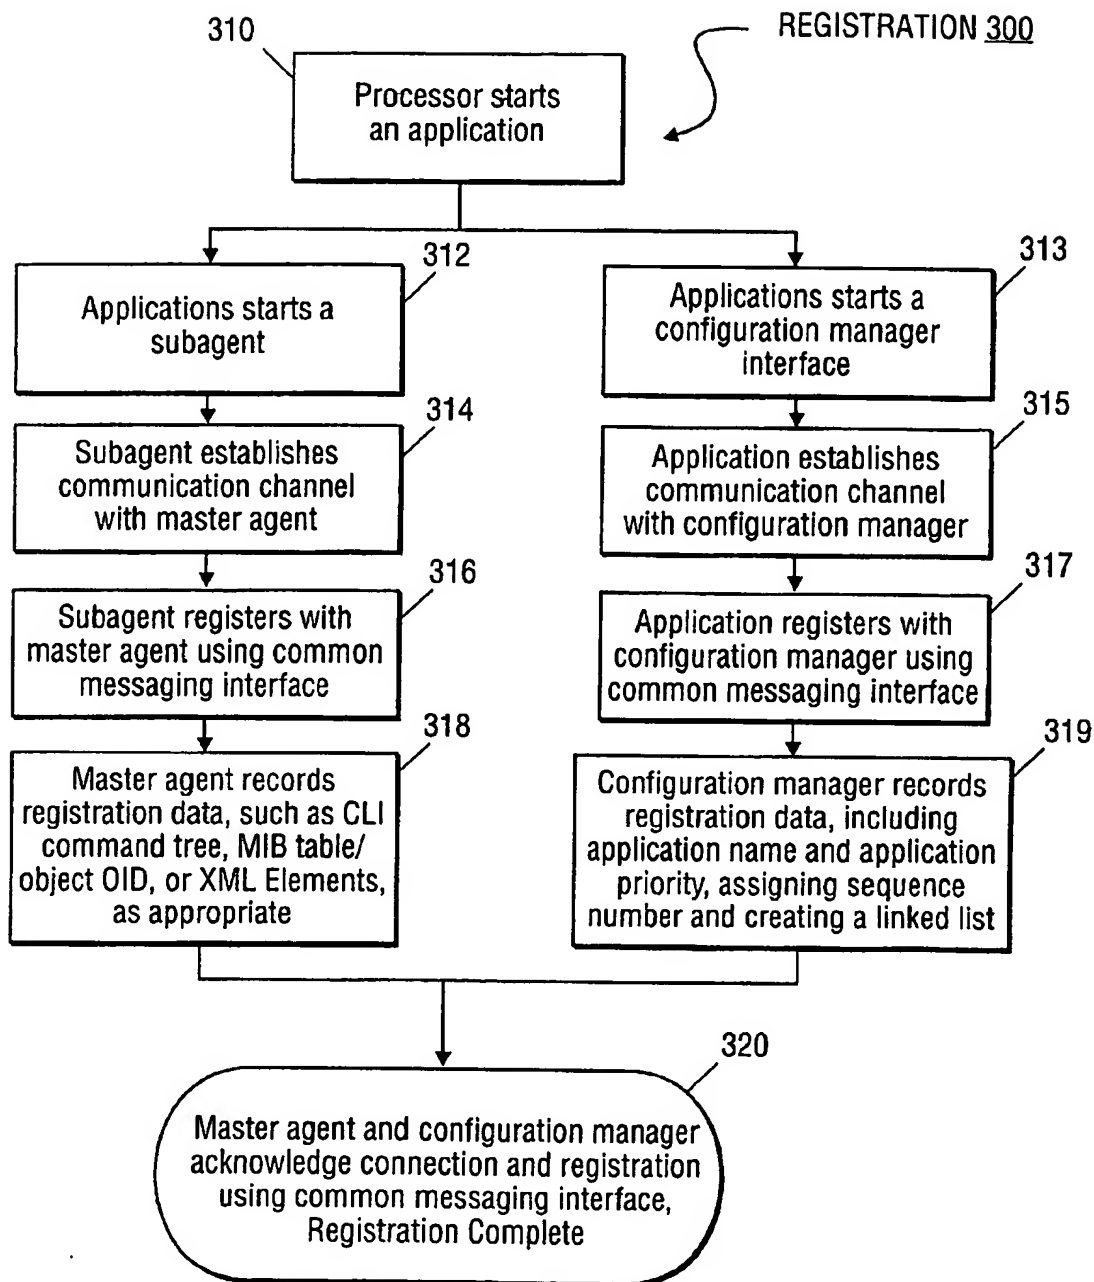 REGISTRATION 300
310
Processor starts
an application
312
Applications starts a
subagent
313
Applications starts a
configuration manager
interface
314
Subagent establishes
communication channel
with master agent
315
Application establishes
communication channel
with configuration manager
316
Subagent registers with
master agent using common
messaging interface
317
Application registers with
configuration manager using
common messaging interface
318
Master agent records
registration data, such as CLI
command tree, MIB table/
object OID, or XML Elements,
as appropriate
319
Configuration manager records
registration data, including
application name and application
priority, assigning sequence
number and creating a linked list
320
Master agent and configuration manager
acknowledge connection and registration
using common messaging interface,
Registration Complete